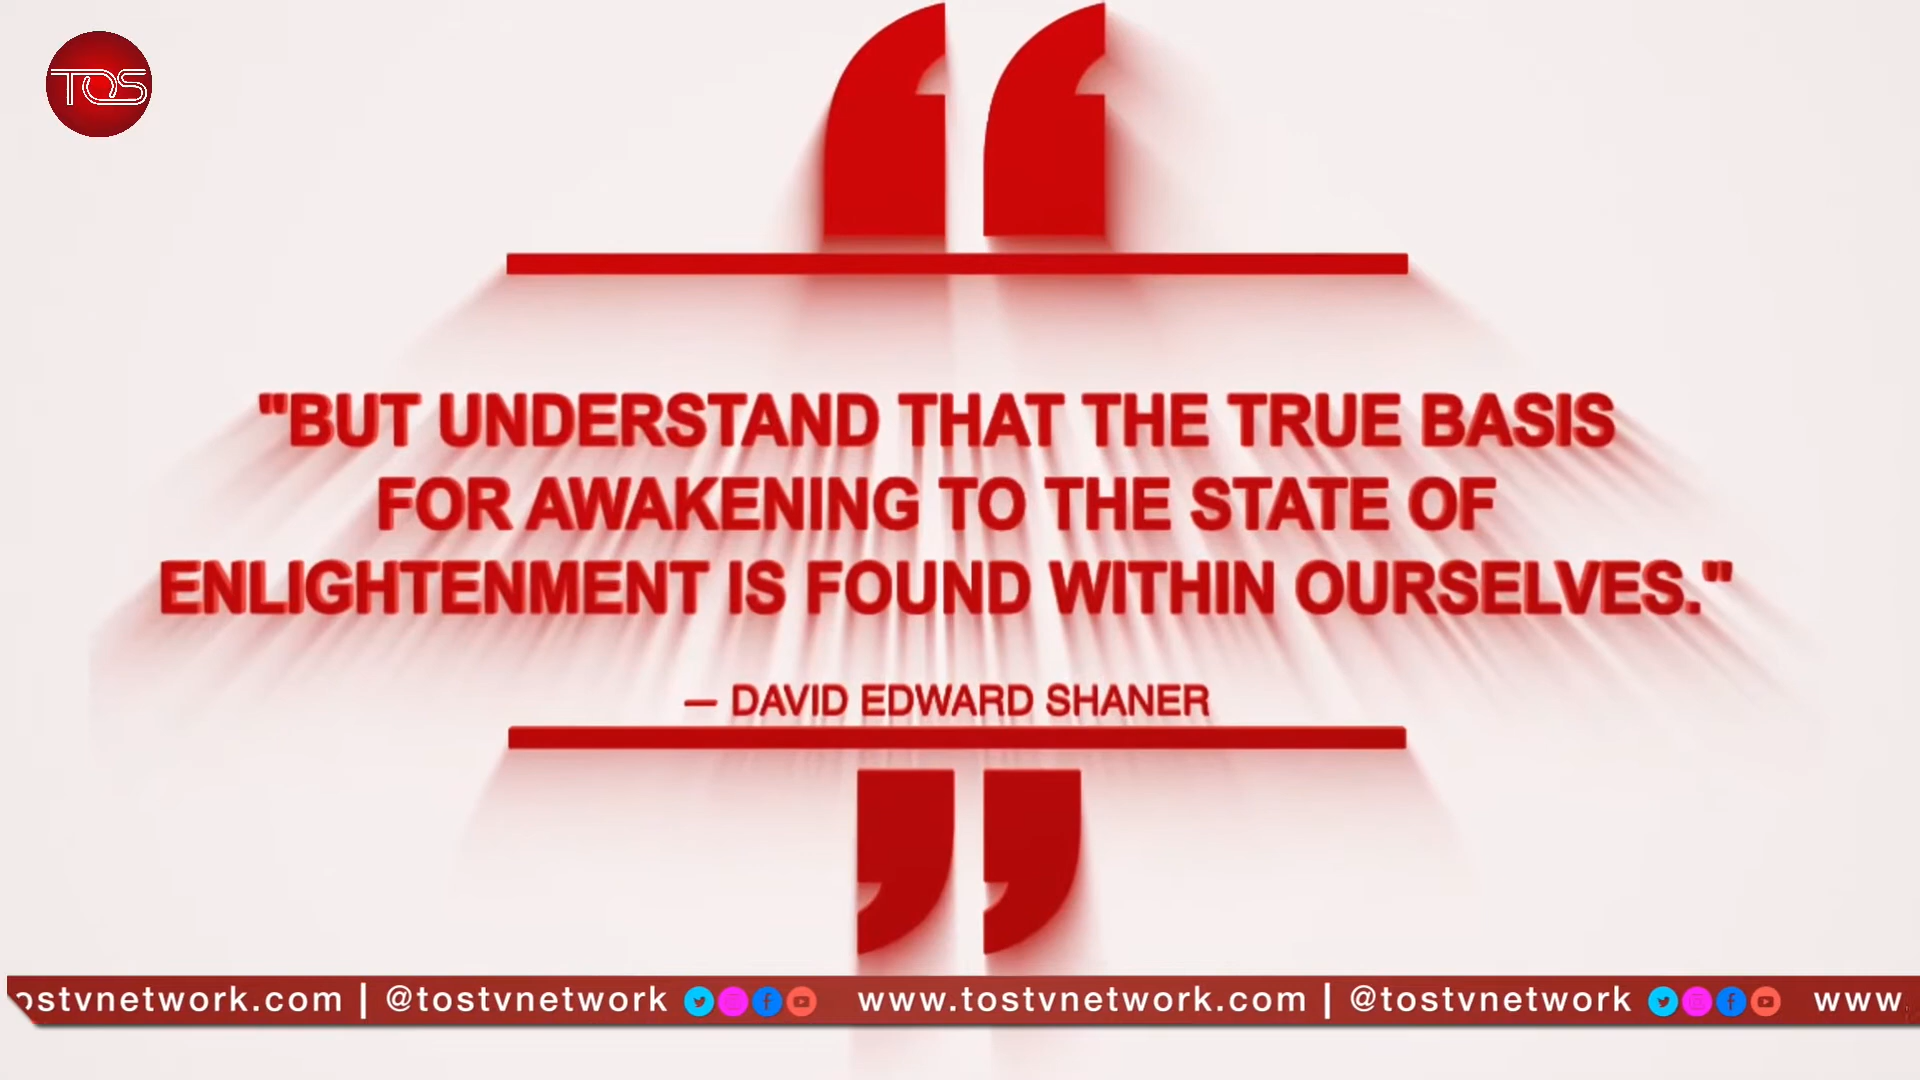 TOS
"BUT UNDERSTAND THAT THE TRUE BASIS
FOR AWAKENING TO THE STATE OF
ENLIGHTENMENT IS FOUND WITHIN OURSELVES."
— DAVID EDWARD SHANER
ostvnetwork.com | @tostvnetwork www.tostvnetwork.com | @tostvnetwork www.